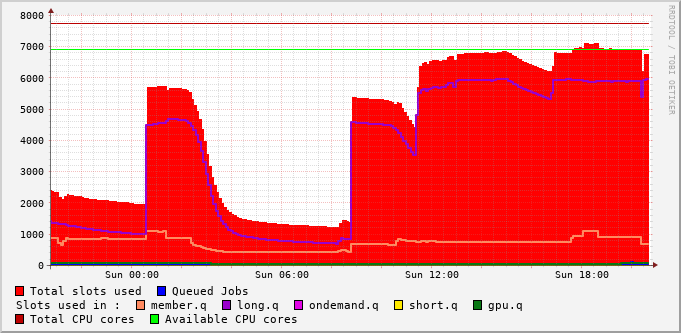 8000
7000
6000
5000
4000
3000
2000
1000
0
Sun 00:00 Sun 06:00 Sun 12:00 Sun 18:00
RRDTOOL / TOBI OETIKER
Total slots used Queued Jobs
Slots used in : member.q long.q ondemand.q short.q gpu.q
Total CPU cores Available CPU cores